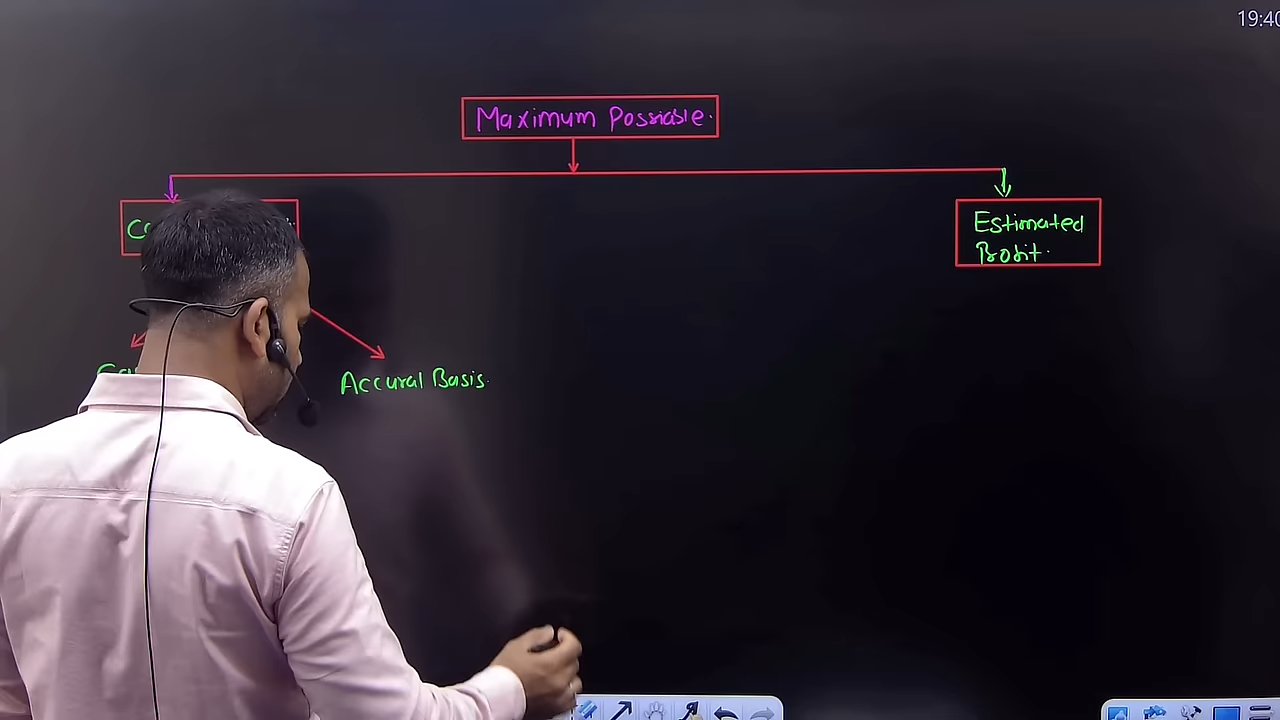 19:40
Maximum Possiable.
Estimated
Profit.
Accural Basis.